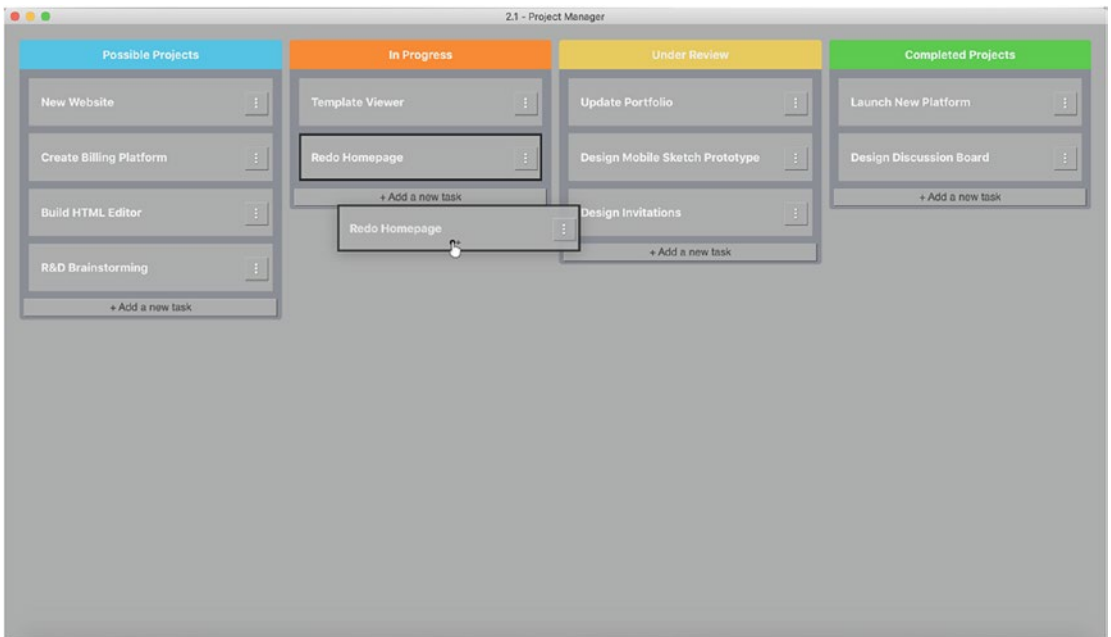 2.1 - Project Manager
Possible Projects
New Website
Create Billing Platform
Build HTML Editor
R&D Brainstorming
+ Add a new task
In Progress
Template Viewer
Redo Homepage
+ Add a new task
Redo Homepage
Under Review
Update Portfolio
Design Mobile Sketch Prototype
Design Invitations
+ Add a new task
Completed Projects
Launch New Platform
Design Discussion Board
+ Add a new task